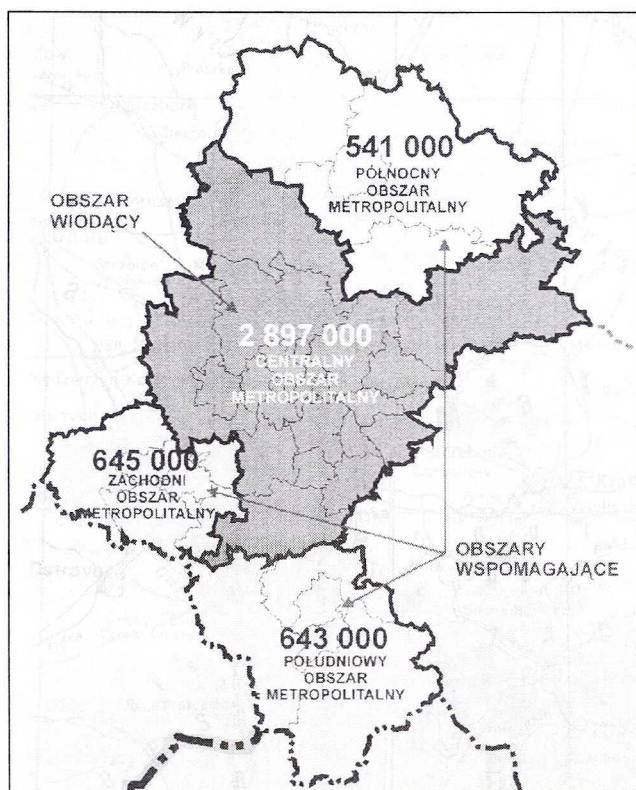 541 000
PÓŁNOCNY
OBSZAR
METROPOLITALNY
OBSZAR
WIODĄCY
2 897 000
CENTRALNY
OBSZAR
METROPOLITALNY
645 000
ZACHODNI
OBSZAR
METROPOLITALNY
OBSZARY
WSPOMAGAJĄCE
643 000
POŁUDNIOWY
OBSZAR
METROPOLITALNY